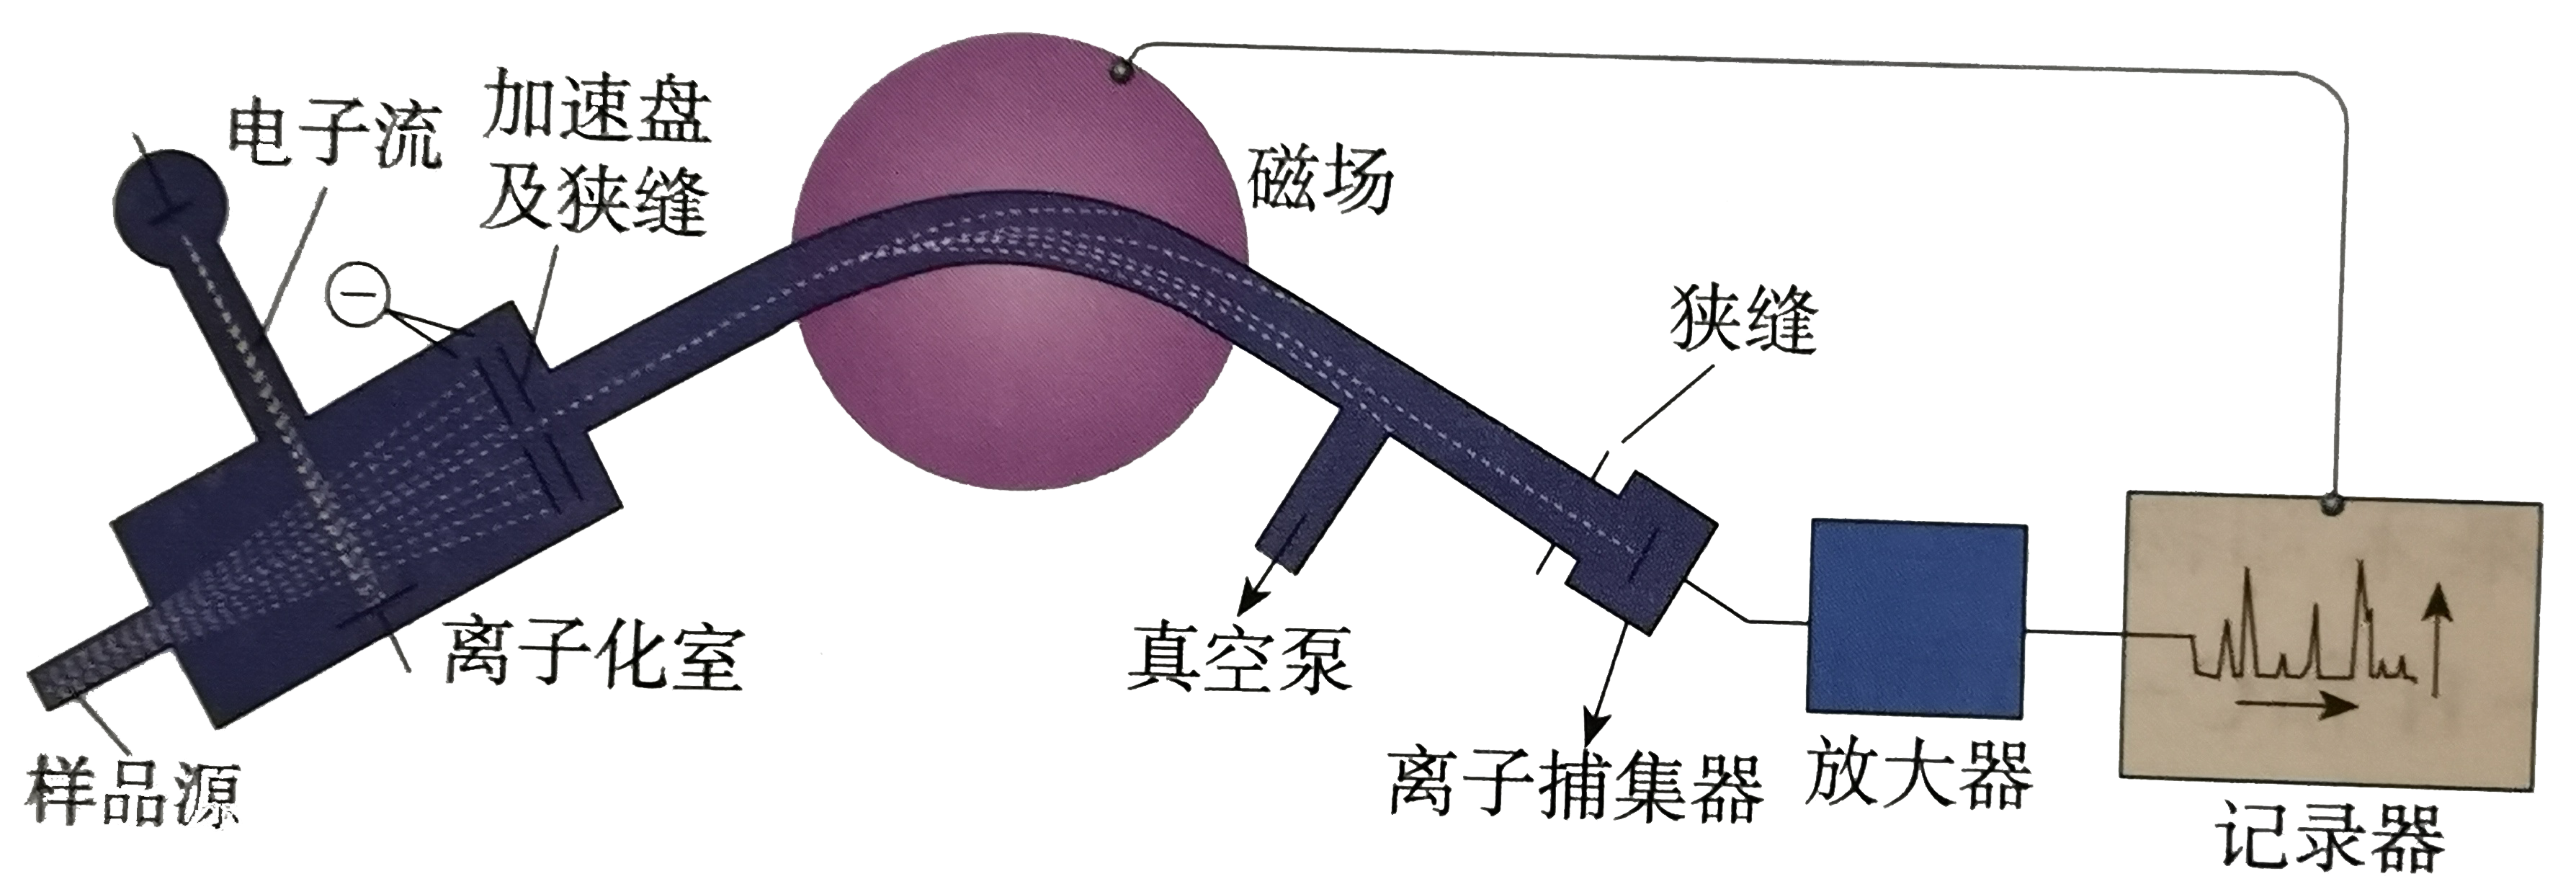 电子流
加速盘
及狭缝
磁场
狭缝
离子化室
真空泵
样品源
离子捕集器
放大器
记录器